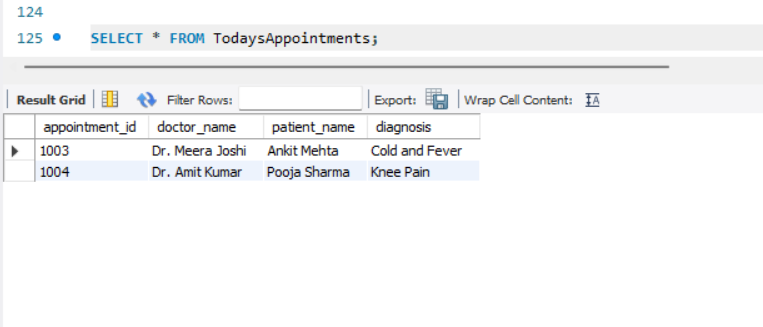 124
125 SELECT * FROM TodaysAppointments;
Result Grid Filter Rows: Export: Wrap Cell Content: IA
appointment_id doctor_name patient_name diagnosis
1003 Dr. Meera Joshi Ankit Mehta Cold and Fever
1004 Dr. Amit Kumar Pooja Sharma Knee Pain